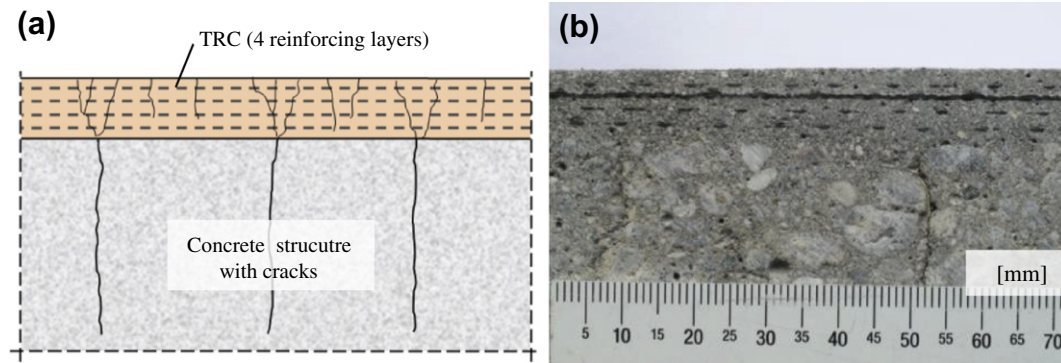 (a)
TRC (4 reinforcing layers)
Concrete strucutre
with cracks
(b)
[mm]
5 10 15 20 25 30 35 40 45 50 55 60 65 70